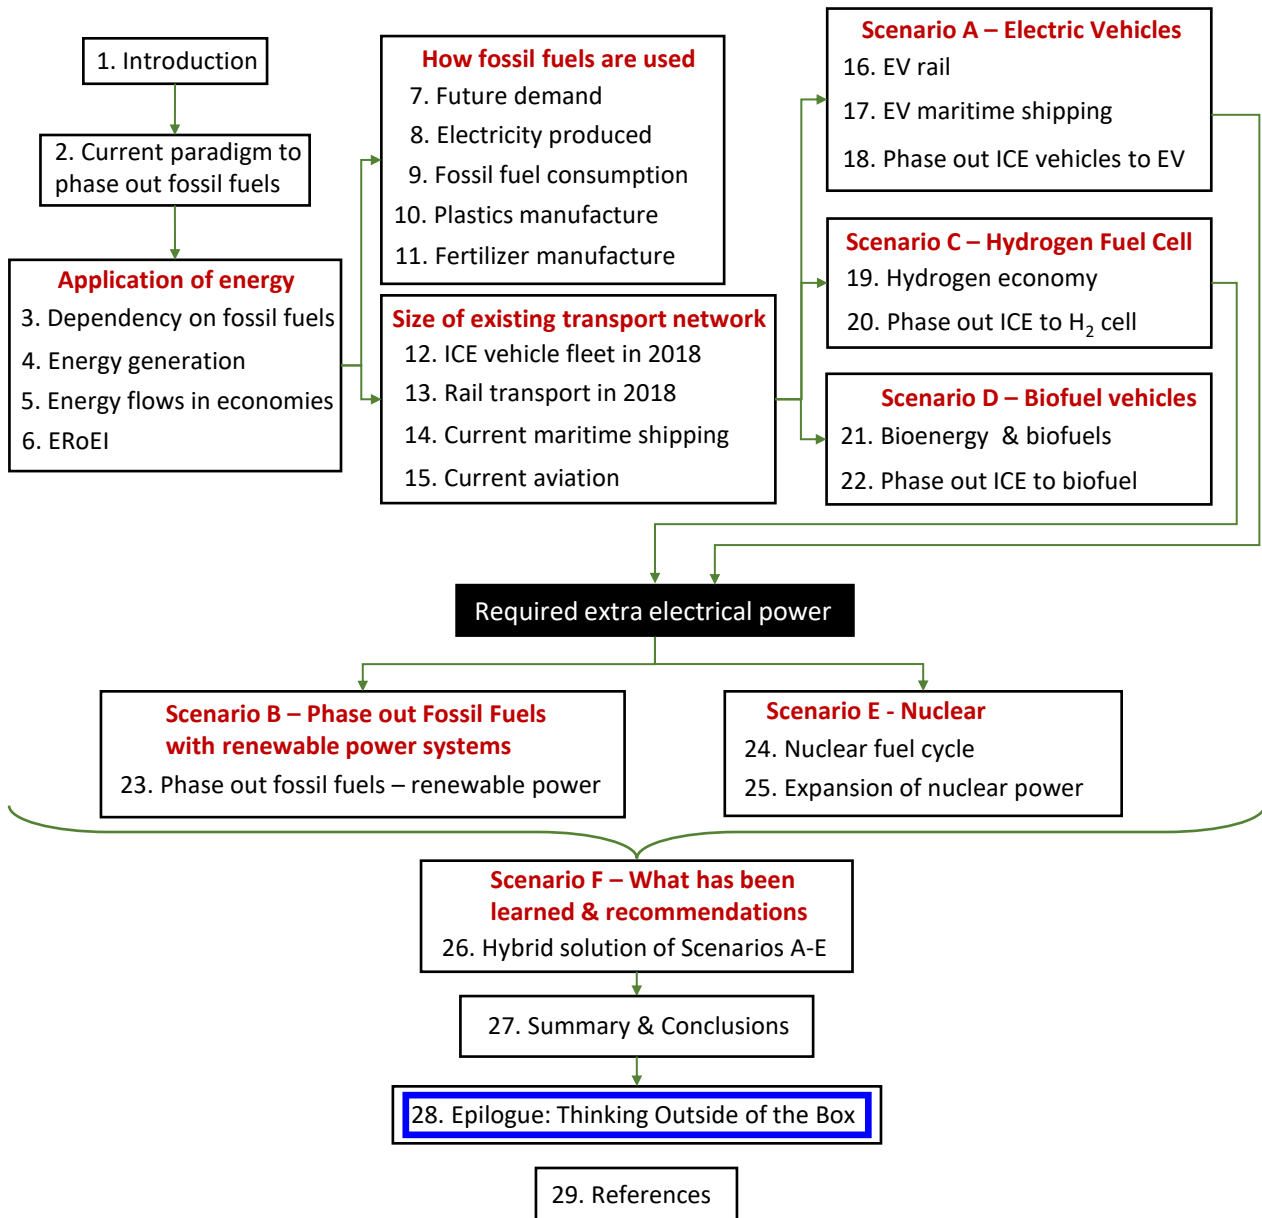 1. Introduction
2. Current paradigm to
phase out fossil fuels
Application of energy
3. Dependency on fossil fuels
4. Energy generation
5. Energy flows in economies
6. ERoEI
How fossil fuels are used
7. Future demand
8. Electricity produced
9. Fossil fuel consumption
10. Plastics manufacture
11. Fertilizer manufacture
Size of existing transport network
12. ICE vehicle fleet in 2018
13. Rail transport in 2018
14. Current maritime shipping
15. Current aviation
Scenario A – Electric Vehicles
16. EV rail
17. EV maritime shipping
18. Phase out ICE vehicles to EV
Scenario C – Hydrogen Fuel Cell
19. Hydrogen economy
20. Phase out ICE to H₂ cell
Scenario D – Biofuel vehicles
21. Bioenergy & biofuels
22. Phase out ICE to biofuel
Required extra electrical power
Scenario B – Phase out Fossil Fuels
with renewable power systems
23. Phase out fossil fuels – renewable power
Scenario E - Nuclear
24. Nuclear fuel cycle
25. Expansion of nuclear power
Scenario F – What has been
learned & recommendations
26. Hybrid solution of Scenarios A-E
27. Summary & Conclusions
28. Epilogue: Thinking Outside of the Box
29. References